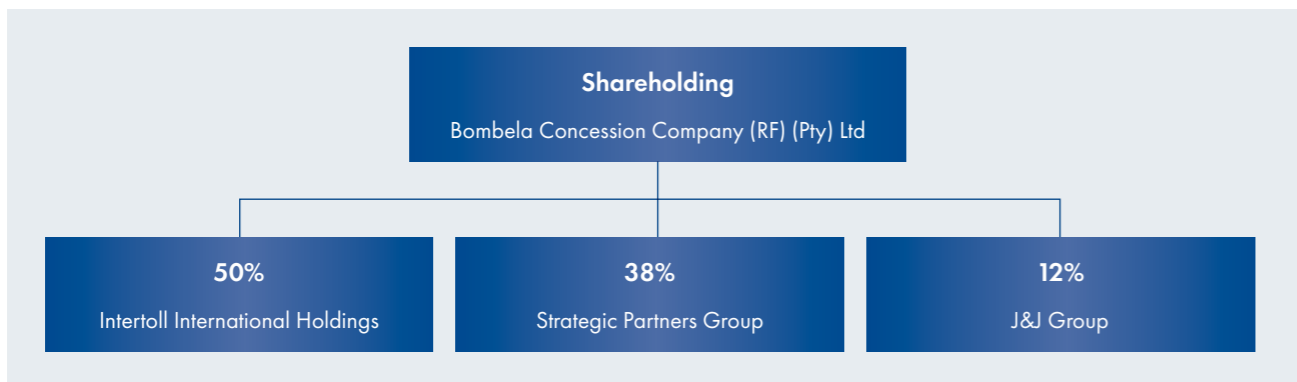 Shareholding
Bombela Concession Company (RF) (Pty) Ltd
50%
Intertoll International Holdings
38%
Strategic Partners Group
12%
J&J Group